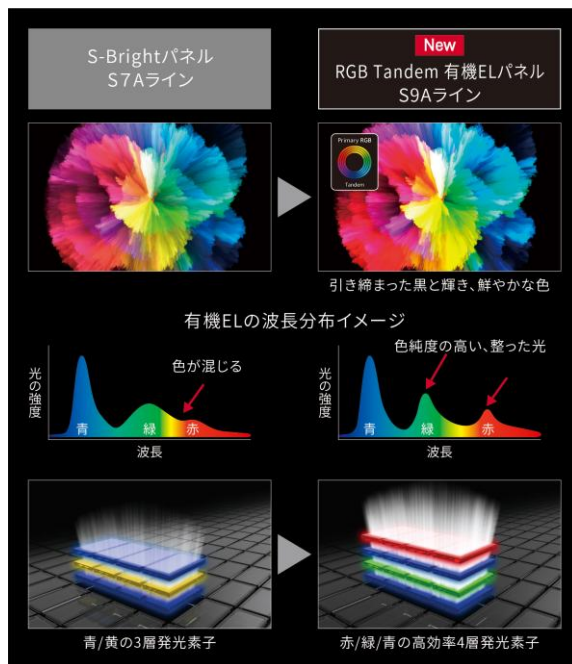 S-Brightパネル
S7Aライン
New
RGB Tandem 有機ELパネル
S9Aライン
Primary RGB
Tandem
引き締まった黒と輝き、鮮やかな色
有機ELの波長分布イメージ
光の強度
色が混じる
青
緑
赤
波長
光の強度
色純度の高い、整った光
青
緑
赤
波長
青/黄の3層発光素子
赤/緑/青の高効率4層発光素子